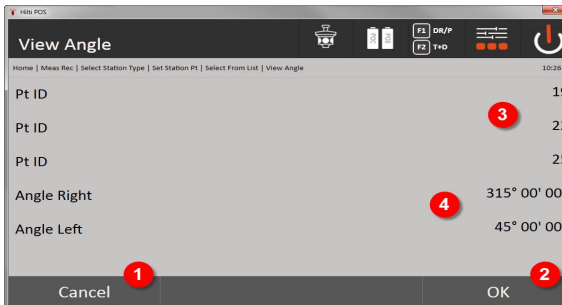 Hilti POS
View Angle
POC POC
F1 DR/P
F2 T+D
Home | Meas Rec | Select Station Type | Set Station Pt | Select From List | View Angle 10:26
Pt ID
3
Pt ID
Pt ID
Angle Right 315° 00' 00
4
Angle Left 45° 00' 00
1
2
Cancel OK